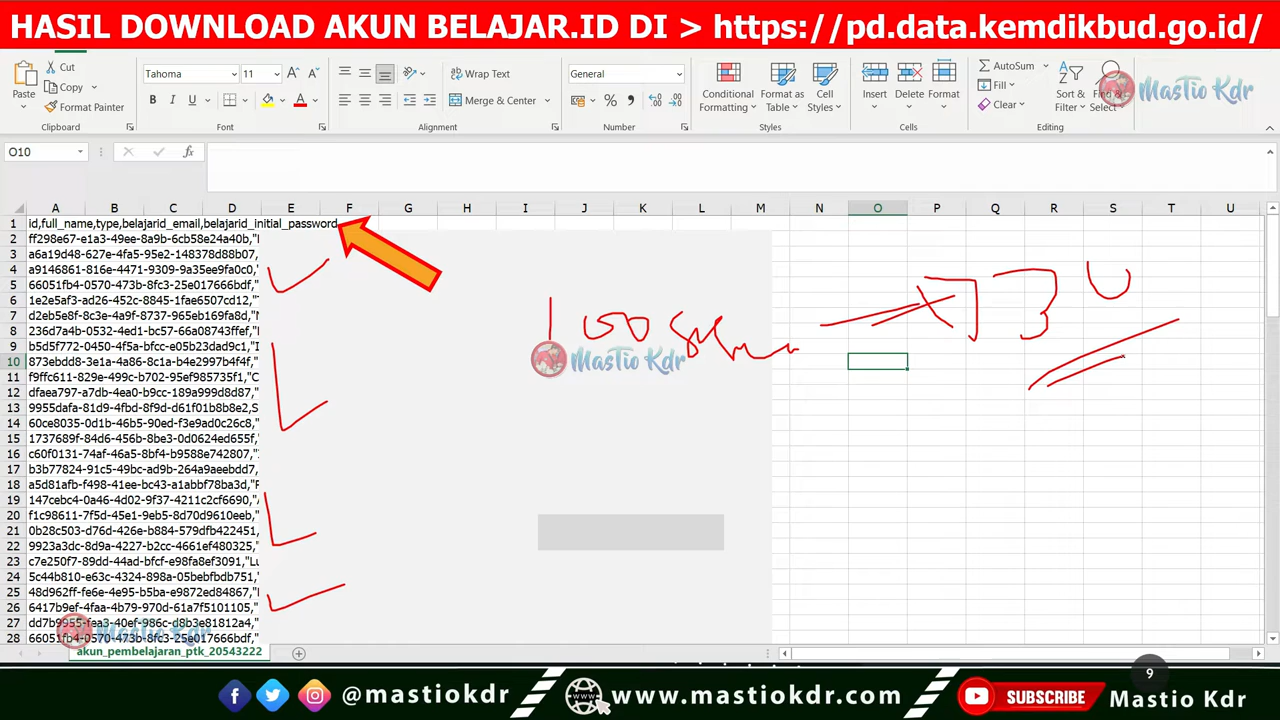 HASIL DOWNLOAD AKUN BELAJAR.ID DI > https://pd.data.kemdikbud.go.id/
Paste
Cut
Copy
Format Painter
Clipboard
Tahoma
11
B I U
Font
Wrap Text
Merge & Center
Alignment
General
Number
Conditional Formatting
Format as Table
Cell Styles
Styles
Insert
Delete
Format
Cells
AutoSum
Fill
Clear
Sort & Filter
Find & Select
Editing
Mastio Kdr
O10
fx
A B C D E F G H I J K L M N O P Q R S T U
1 id,full_name,type,belajarid_email,belajarid_initial_password
2 ff298e67-e1a3-49ee-8a9b-6cb58e24a40b,"
3 a6a19d48-627e-4fa5-95e2-148378d88b07,
4 a9146861-816e-4471-9309-9a35ee9fa0c0,
5 66051fb4-0570-473b-8fc3-25e017666bdf,
6 1e2e5af3-ad26-452c-8845-1fae6507cd12,"
7 d2eb5e8f-8c3e-4a9f-8737-965eb169dea9,
8 236d7a4b-0532-4ed1-bc57-66a08743ffef,
9 b5d5f772-0450-4f5a-bfcc-e05b23dad9c1,
10 873ebdd8-3e1a-4a86-8c1a-b4e2997b4f4f,
11 f9ffc611-829e-499c-b702-95ef985735f1,"C
12 dfaea797-a7db-4ea0-b9cc-189a999d8d87,
13 9955dafa-81d9-4fbd-8f9d-d61f01b8b8e2,S
14 60ce8035-0d1b-46b5-90ed-f3e9ad0c26c8,
15 1737689f-84d6-456b-8be3-0d0624ed655f,
16 c60f0131-74af-46a5-8bf4-b9588e742362,"
17 b3b77824-91c5-49bc-ad9b-264a9aeebdd7,
18 a5d81afb-f498-41ee-bc43-a1abbf78a3d,"F
19 147cebc4-0a46-4d02-9f37-4211c2cf6690,"
20 f1c98611-7f5d-45e1-9eb5-8d70d9610eeb,
21 0b28c503-d76d-426e-b884-579dfb422451,
22 9923a3dc-8d9a-4227-b2cc-4661ef480325,
23 c7e250f7-89dd-44ad-bfcf-e98fa8ef3091,"Lu
24 5c44b810-e63c-4324-898a-05bebfbdb751,
25 48d962ff-fe6e-4e95-b5ba-e9872ed84867,
26 6417b9ef-4faa-4b79-970d-61a7f5101105,
27 dd7b9955-fea3-40ef-986c-d8b3e81812a4,
28 66051fb4-0570-473b-8fc3-25e017666bdf,
100
Mastio Kdr
Mastio Kdr
akun_pembelajaran_ptk_20543222
9
@mastiokdr
www.mastiokdr.com
SUBSCRIBE
Mastio Kdr